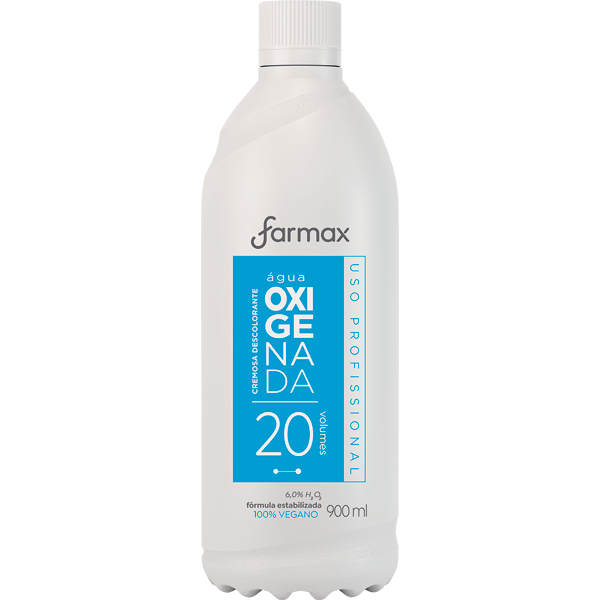 farmax
água
OXI
GE
NA
DA
CREMOSA DESCOLORANTE
20
volumes
USO PROFISSIONAL
6,0% H₂O₂
fórmula estabilizada
100% VEGANO
900 ml